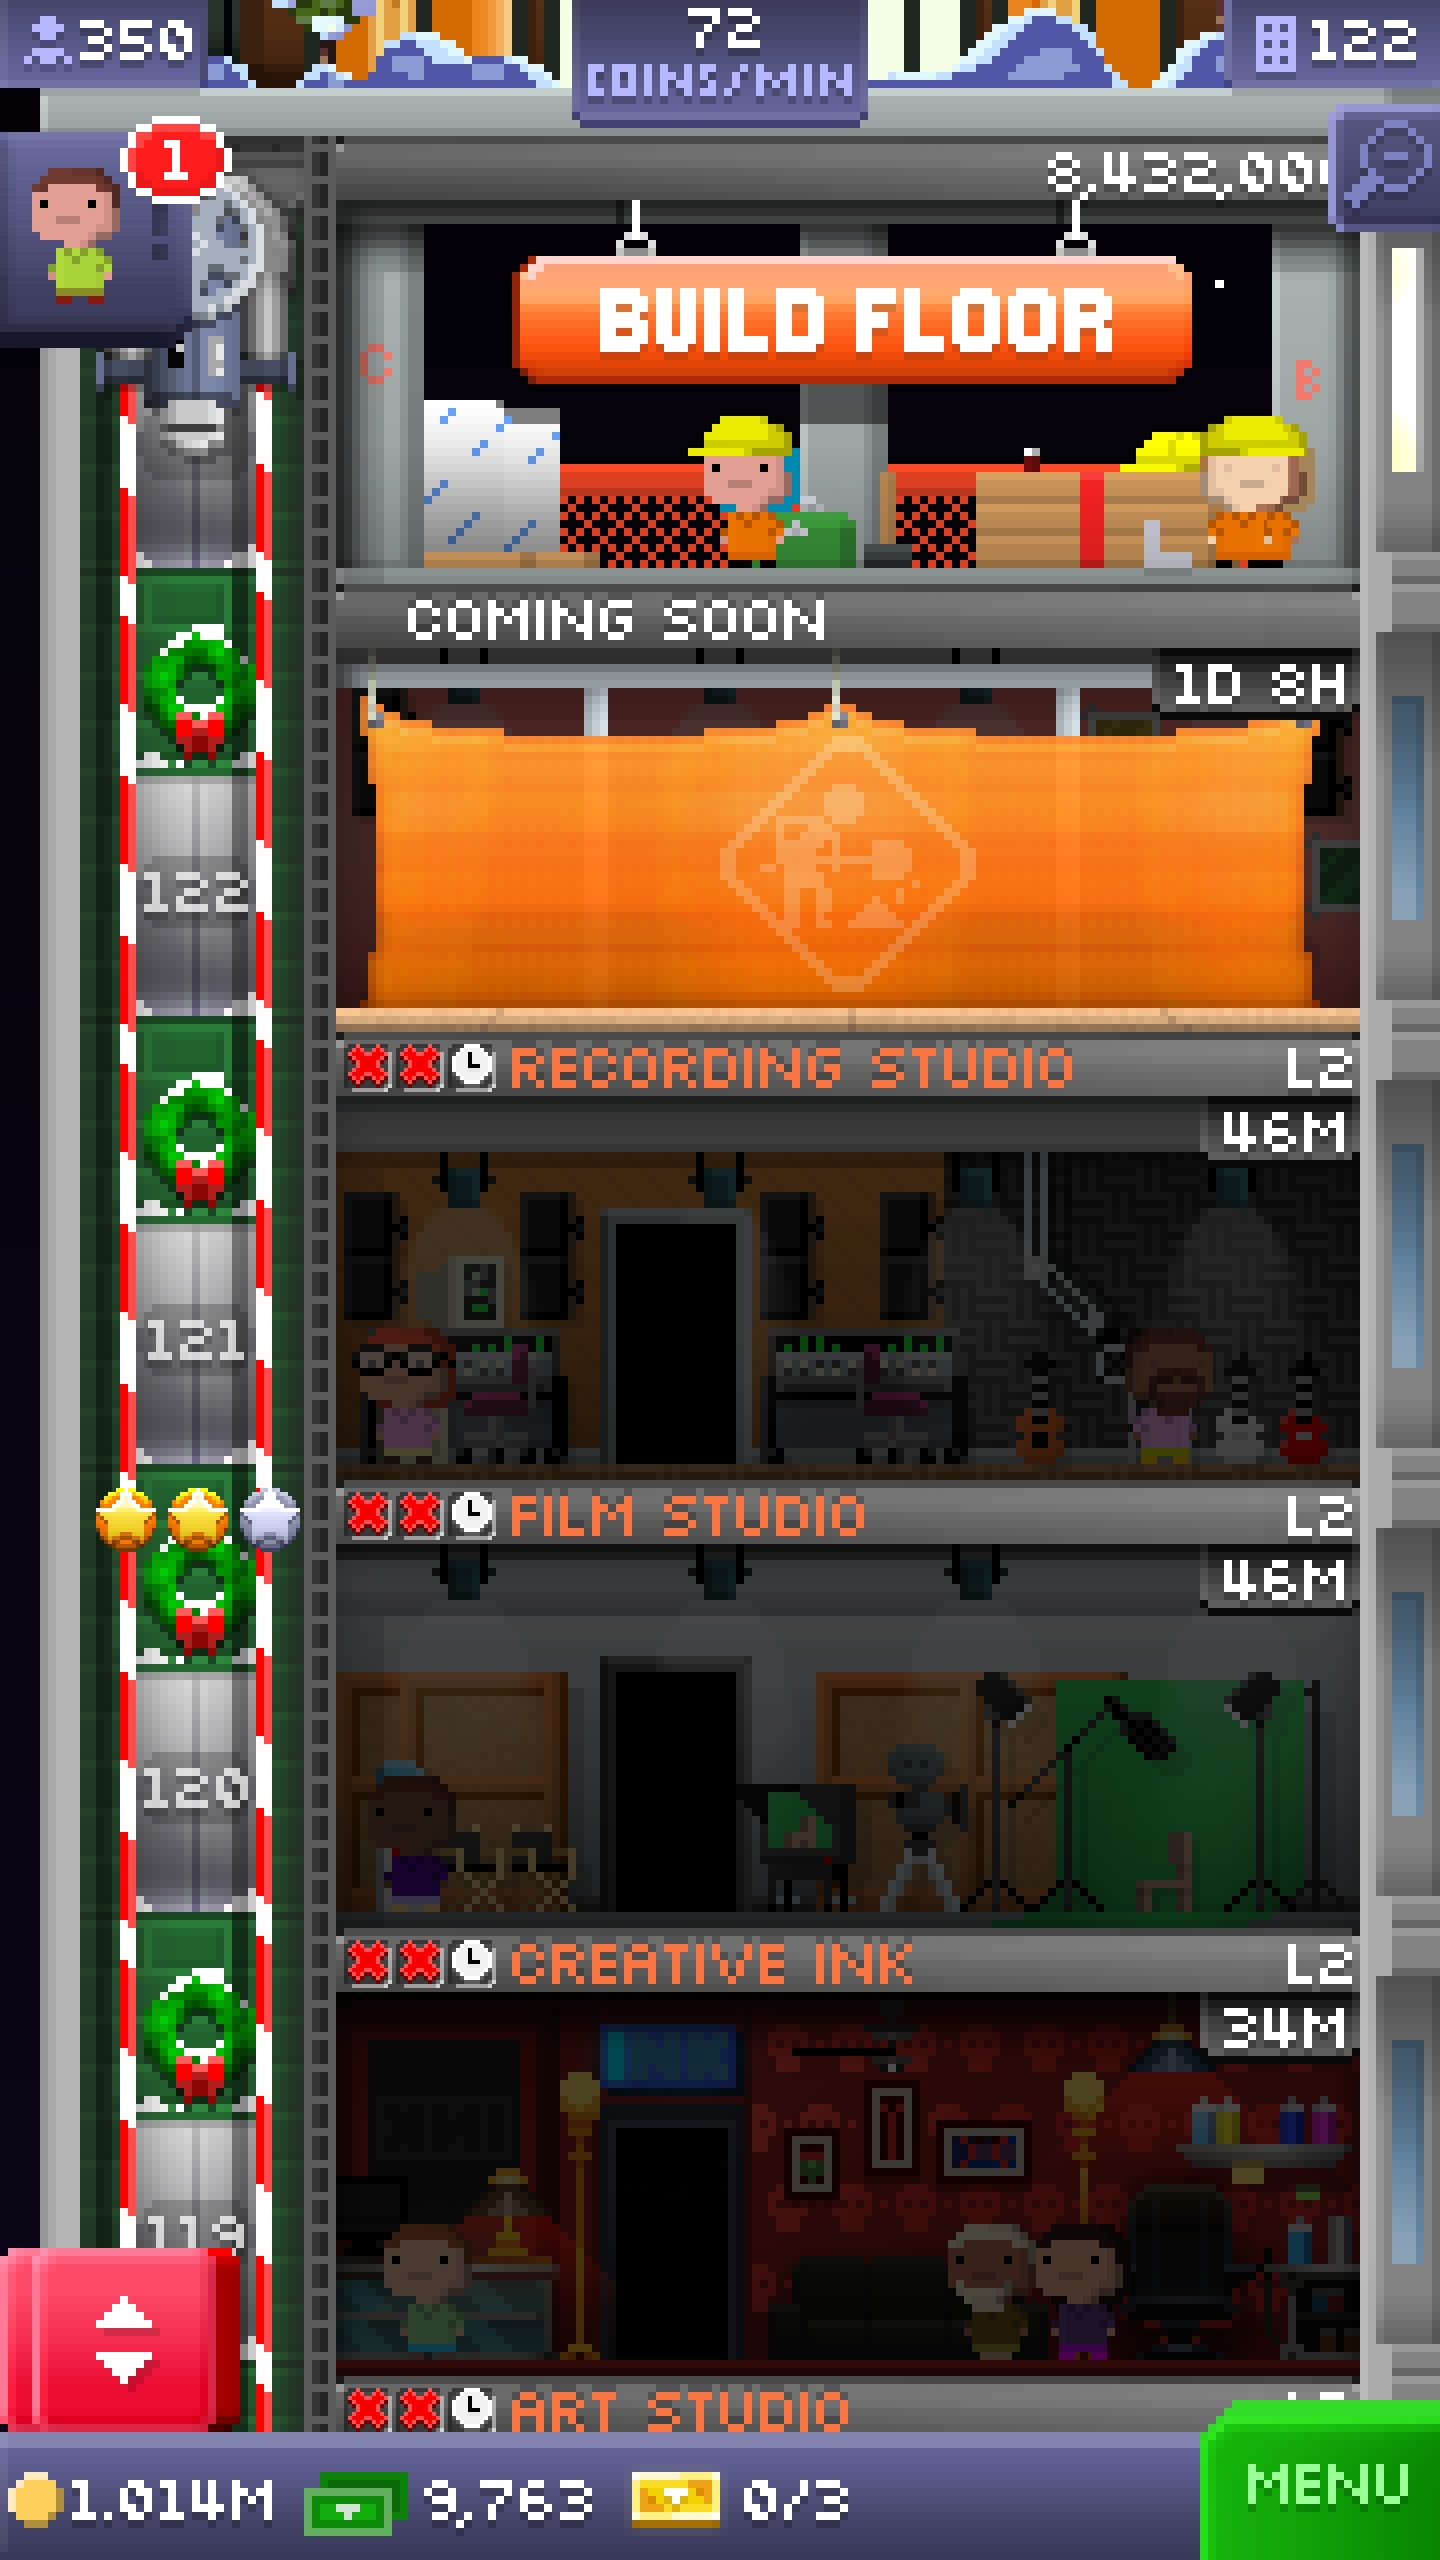 350
72
COINS/MIN
122
1
8,432,00
BUILD FLOOR
C
B
COMING SOON
1D 8H
122
RECORDING STUDIO L2
46M
121
FILM STUDIO L2
46M
120
CREATIVE INK L2
34M
INK
119
ART STUDIO
1.014M 9,763 0/3
MENU